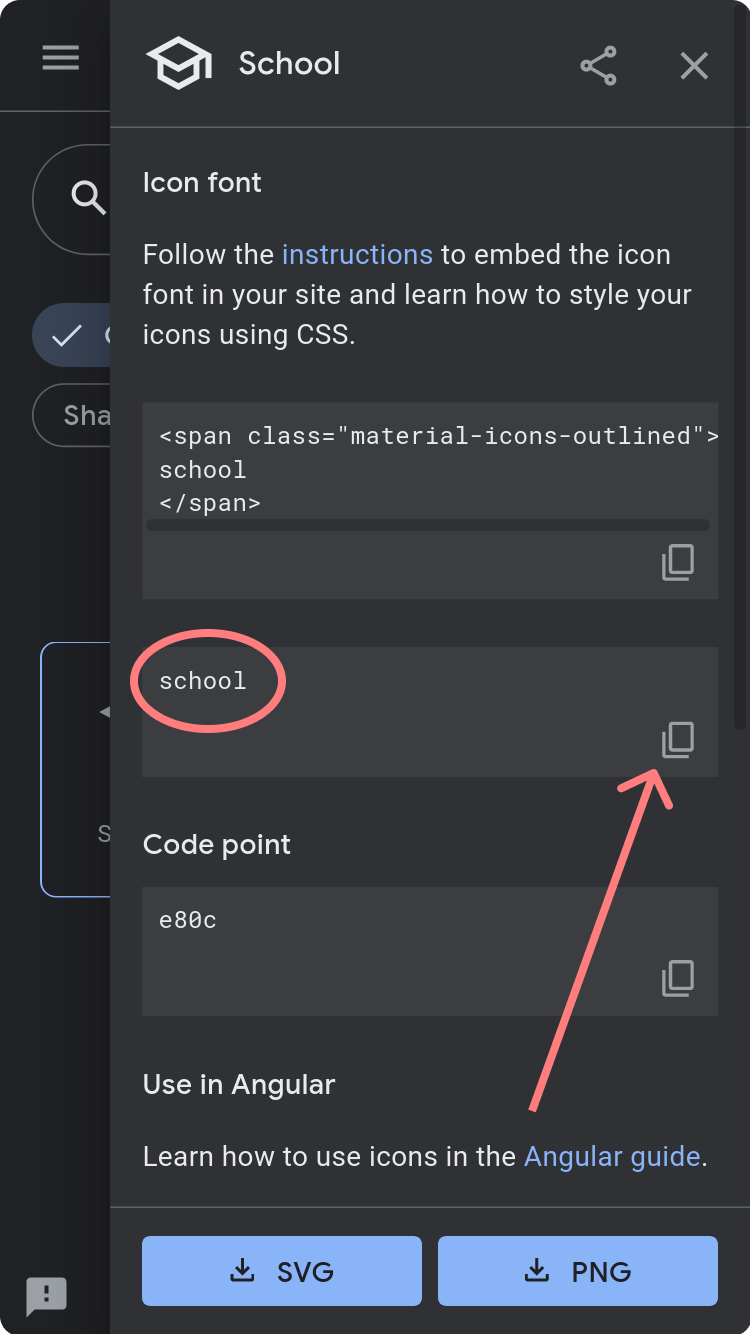 School
Icon font
Follow the instructions to embed the icon
font in your site and learn how to style your
icons using CSS.
<span class="material-icons-outlined">
school
</span>
Sha
school
S
Code point
e80c
Use in Angular
Learn how to use icons in the Angular guide.
SVG
PNG